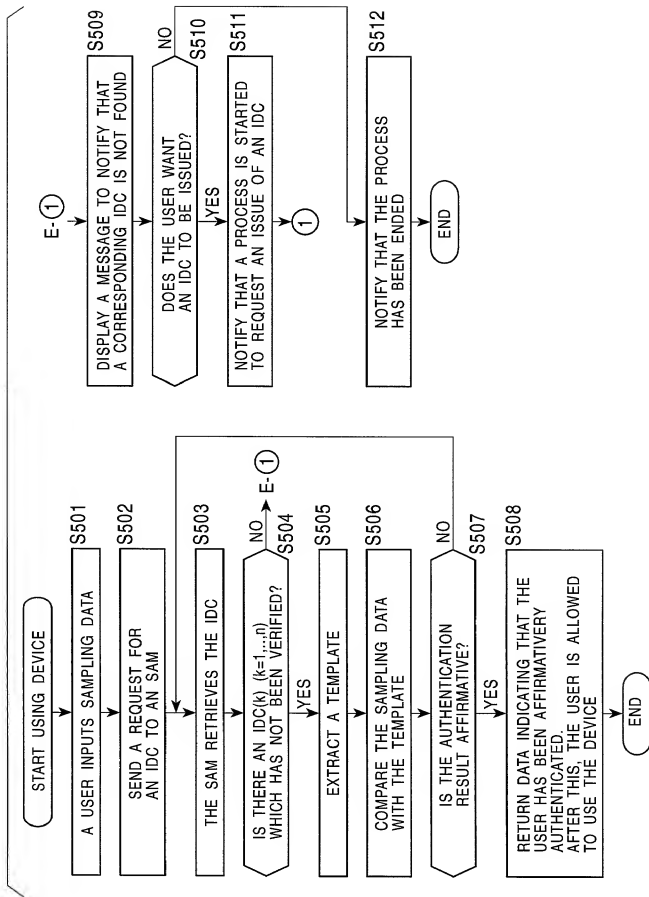 START USING DEVICE
S501
A USER INPUTS SAMPLING DATA
S502
SEND A REQUEST FOR
AN IDC TO AN SAM
S503
THE SAM RETRIEVES THE IDC
NO
E-1
S504
IS THERE AN IDC(k) (k=1,...n)
WHICH HAS NOT BEEN VERIFIED?
YES
S505
EXTRACT A TEMPLATE
S506
COMPARE THE SAMPLING DATA
WITH THE TEMPLATE
NO
S507
IS THE AUTHENTICATION
RESULT AFFIRMATIVE?
YES
S508
RETURN DATA INDICATING THAT THE
USER HAS BEEN AFFIRMATIVERY
AUTHENTICATED.
AFTER THIS, THE USER IS ALLOWED
TO USE THE DEVICE
END
E-1
S509
DISPLAY A MESSAGE TO NOTIFY THAT
A CORRESPONDING IDC IS NOT FOUND
NO
S510
DOES THE USER WANT
AN IDC TO BE ISSUED?
YES
S511
NOTIFY THAT A PROCESS IS STARTED
TO REQUEST AN ISSUE OF AN IDC
1
S512
NOTIFY THAT THE PROCESS
HAS BEEN ENDED
END